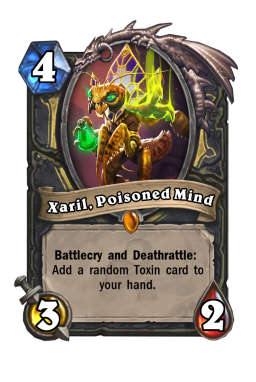 4
Xaril, Poisoned Mind
Battlecry and Deathrattle:
Add a random Toxin card to
your hand.
3
2